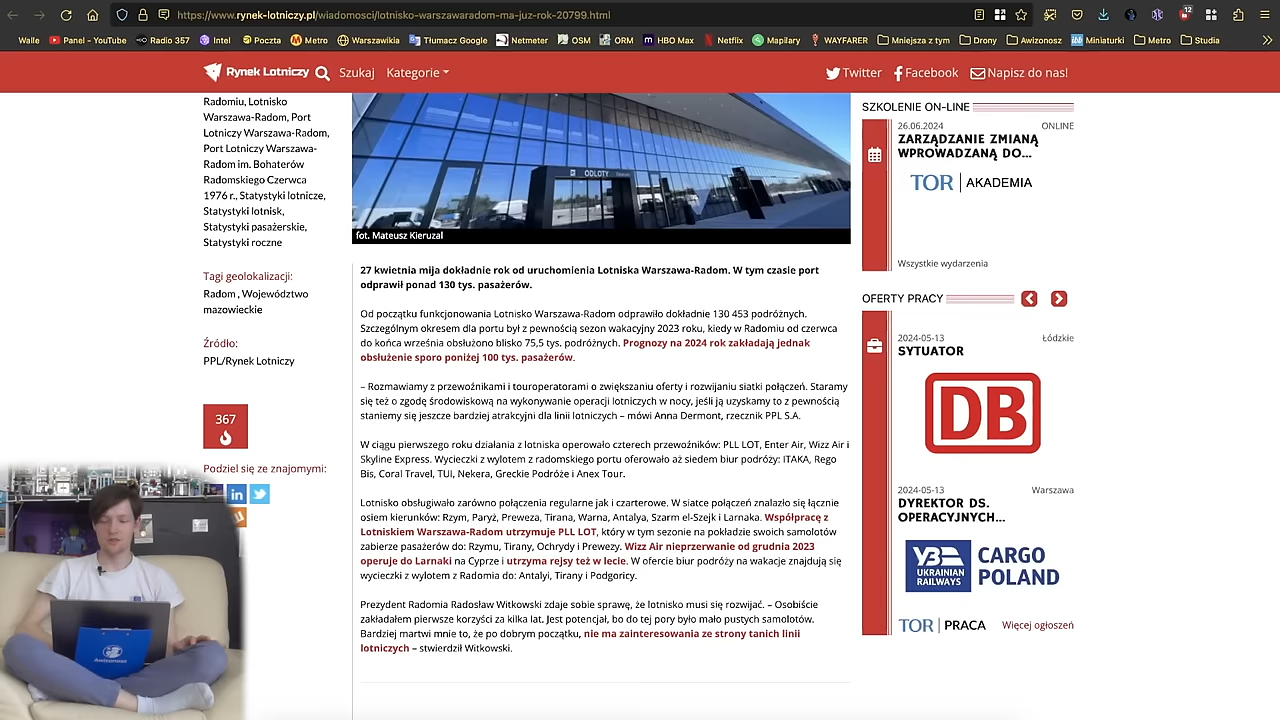 https://www.rynek-lotniczy.pl/wiadomosci/lotnisko-warszawaradom-ma-juz-rok-20799.html
12
Walle Panel - YouTube Radio 357 Intel Poczta Metro Warszawikia Tłumacz Google Netmeter OSM ORM HBO Max Netflix Mapilary WAYFARER Mniejsza z tym Drony Awizonosz Miniaturki Metro Studia
Rynek Lotniczy Szukaj Kategorie Twitter Facebook Napisz do nas!
Radomiu, Lotnisko
Warszawa-Radom, Port
Lotniczy Warszawa-Radom,
Port Lotniczy Warszawa-
Radom im. Bohaterów
Radomskiego Czerwca
1976 r., Statystyki lotnicze,
Statystyki lotnisk,
Statystyki pasażerskie,
Statystyki roczne
Tagi geolokalizacji:
Radom , Województwo
mazowieckie
Źródło:
PPL/Rynek Lotniczy
367
Podziel się ze znajomymi:
Awizonosz
ODLOTY
fot. Mateusz Kieruzal
27 kwietnia mija dokładnie rok od uruchomienia Lotniska Warszawa-Radom. W tym czasie port
odprawił ponad 130 tys. pasażerów.
Od początku funkcjonowania Lotnisko Warszawa-Radom odprawiło dokładnie 130 453 podróżnych.
Szczególnym okresem dla portu był z pewnością sezon wakacyjny 2023 roku, kiedy w Radomiu od czerwca
do końca września obsłużono blisko 75,5 tys. podróżnych. Prognozy na 2024 rok zakładają jednak
obsłużenie sporo poniżej 100 tys. pasażerów.
– Rozmawiamy z przewoźnikami i touroperatorami o zwiększaniu oferty i rozwijaniu siatki połączeń. Staramy
się też o zgodę środowiskową na wykonywanie operacji lotniczych w nocy, jeśli ją uzyskamy to z pewnością
staniemy się jeszcze bardziej atrakcyjni dla linii lotniczych – mówi Anna Dermont, rzecznik PPL S.A.
W ciągu pierwszego roku działania z lotniska operowało czterech przewoźników: PLL LOT, Enter Air, Wizz Air i
Skyline Express. Wycieczki z wylotem z radomskiego portu oferowało aż siedem biur podróży: ITAKA, Rego
Bis, Coral Travel, TUI, Nekera, Greckie Podróże i Anex Tour.
Lotnisko obsługiwało zarówno połączenia regularne jak i czarterowe. W siatce połączeń znalazło się łącznie
osiem kierunków: Rzym, Paryż, Preweza, Tirana, Warna, Antalya, Szarm el-Szejk i Larnaka. Współpracę z
Lotniskiem Warszawa-Radom utrzymuje PLL LOT, który w tym sezonie na pokładzie swoich samolotów
zabierze pasażerów do: Rzymu, Tirany, Ochrydy i Prewezy. Wizz Air nieprzerwanie od grudnia 2023
operuje do Larnaki na Cyprze i utrzyma rejsy też w lecie. W ofercie biur podróży na wakacje znajdują się
wycieczki z wylotem z Radomia do: Antalyi, Tirany i Podgoricy.
Prezydent Radomia Radosław Witkowski zdaje sobie sprawę, że lotnisko musi się rozwijać. – Osobiście
zakładałem pierwsze korzyści za kilka lat. Jest potencjał, bo do tej pory było mało pustych samolotów.
Bardziej martwi mnie to, że po dobrym początku, nie ma zainteresowania ze strony tanich linii
lotniczych – stwierdził Witkowski.
SZKOLENIE ON-LINE
26.06.2024 ONLINE
ZARZĄDZANIE ZMIANĄ
WPROWADZANĄ DO...
TOR AKADEMIA
Wszystkie wydarzenia
OFERTY PRACY
2024-05-13 Łódzkie
SYTUATOR
DB
2024-05-13 Warszawa
DYREKTOR DS.
OPERACYJNYCH...
УЗ UKRAINIAN RAILWAYS CARGO POLAND
TOR PRACA Więcej ogłoszeń